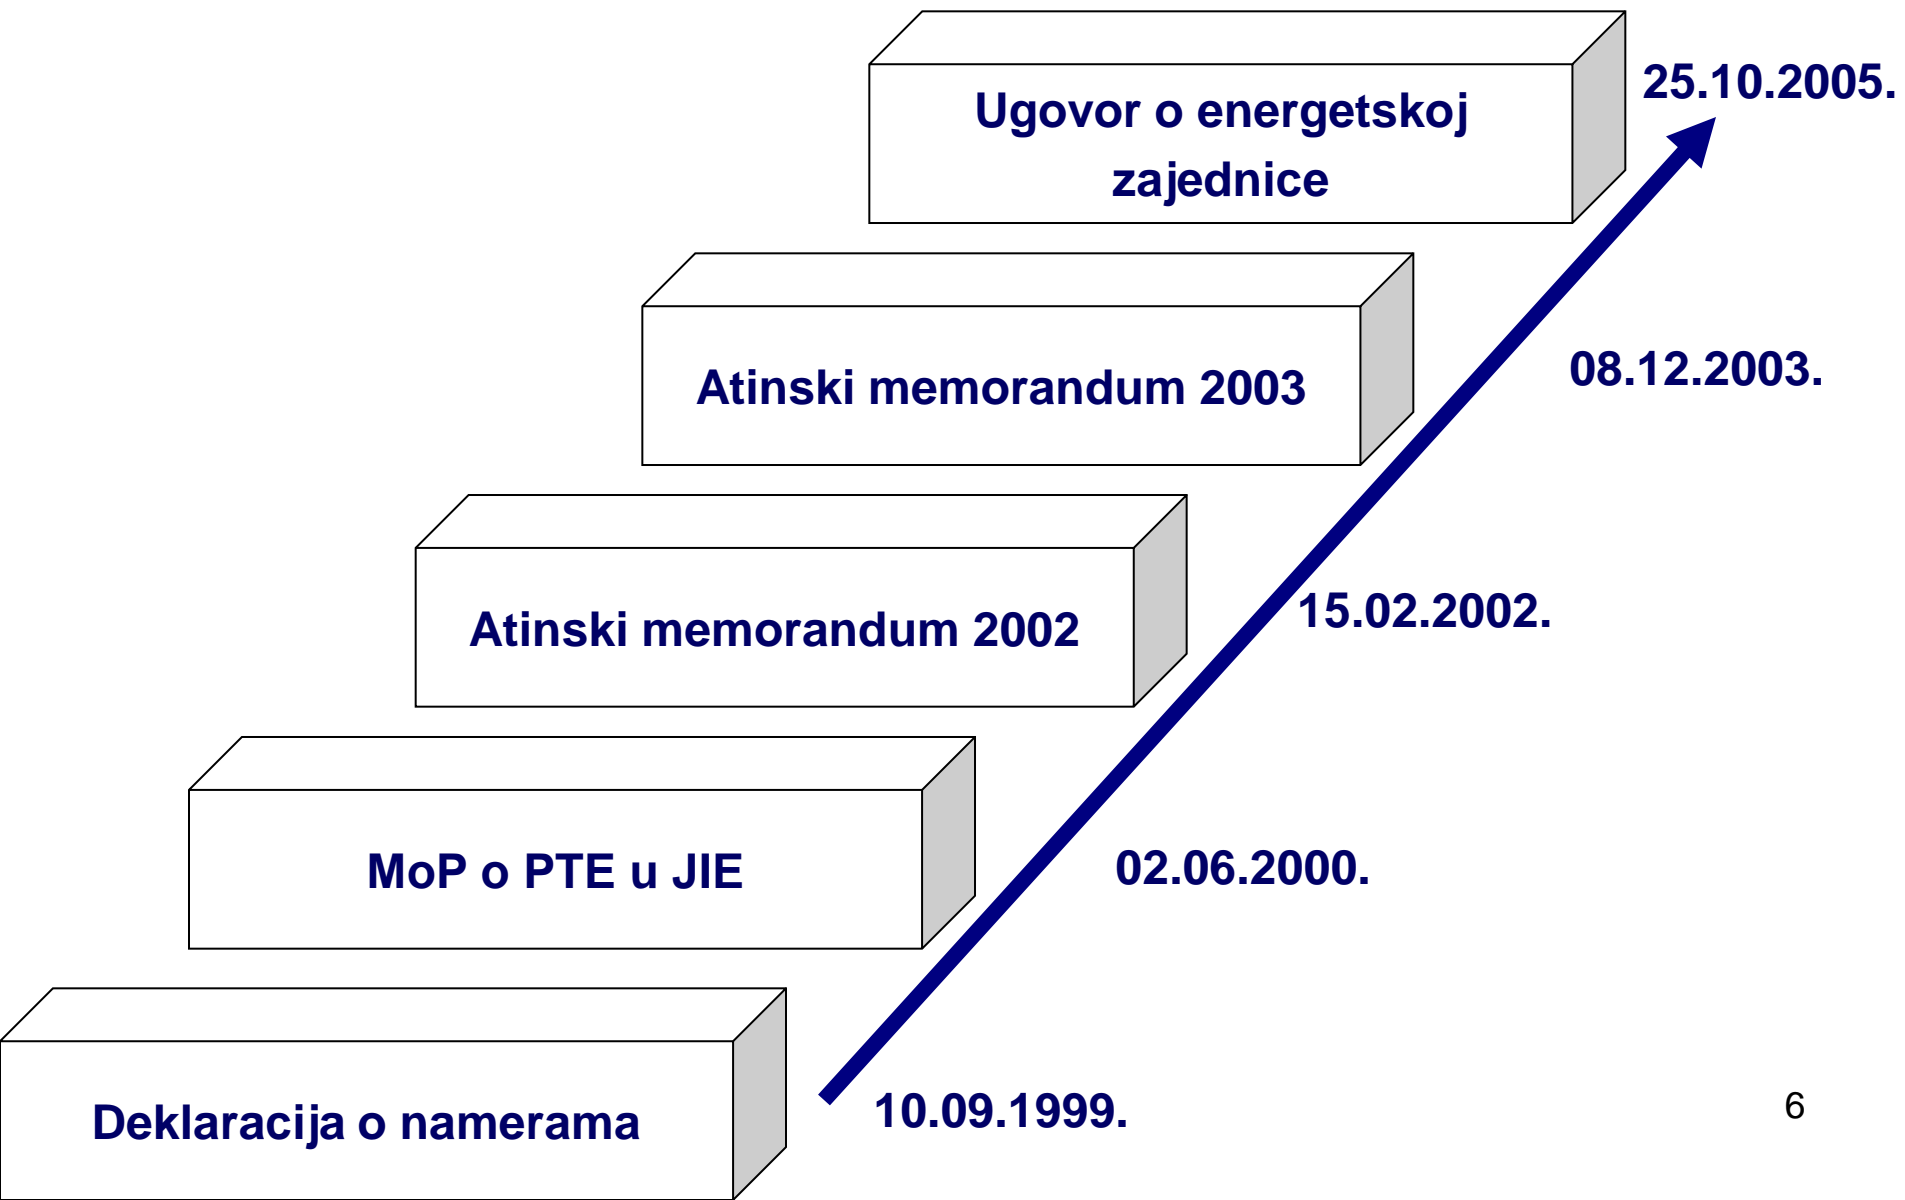 Ugovor o energetskoj
zajednice
25.10.2005.
Atinski memorandum 2003
08.12.2003.
Atinski memorandum 2002
15.02.2002.
MoP o PTE u JIE
02.06.2000.
Deklaracija o namerama
10.09.1999.
6